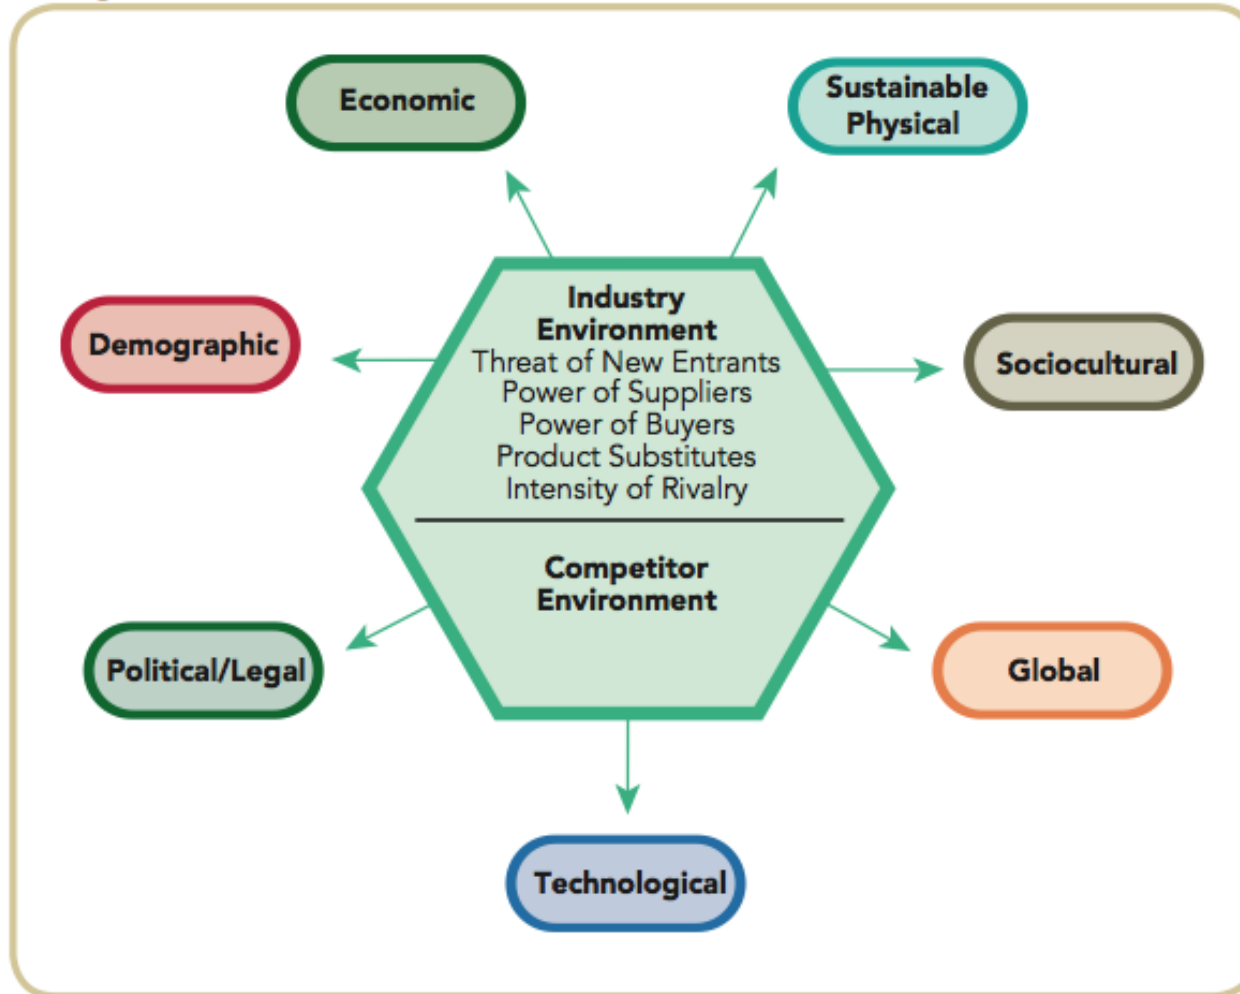 Economic
Sustainable
Physical
Demographic
Industry
Environment
Threat of New Entrants
Power of Suppliers
Power of Buyers
Product Substitutes
Intensity of Rivalry
Sociocultural
Competitor
Environment
Political/Legal
Global
Technological